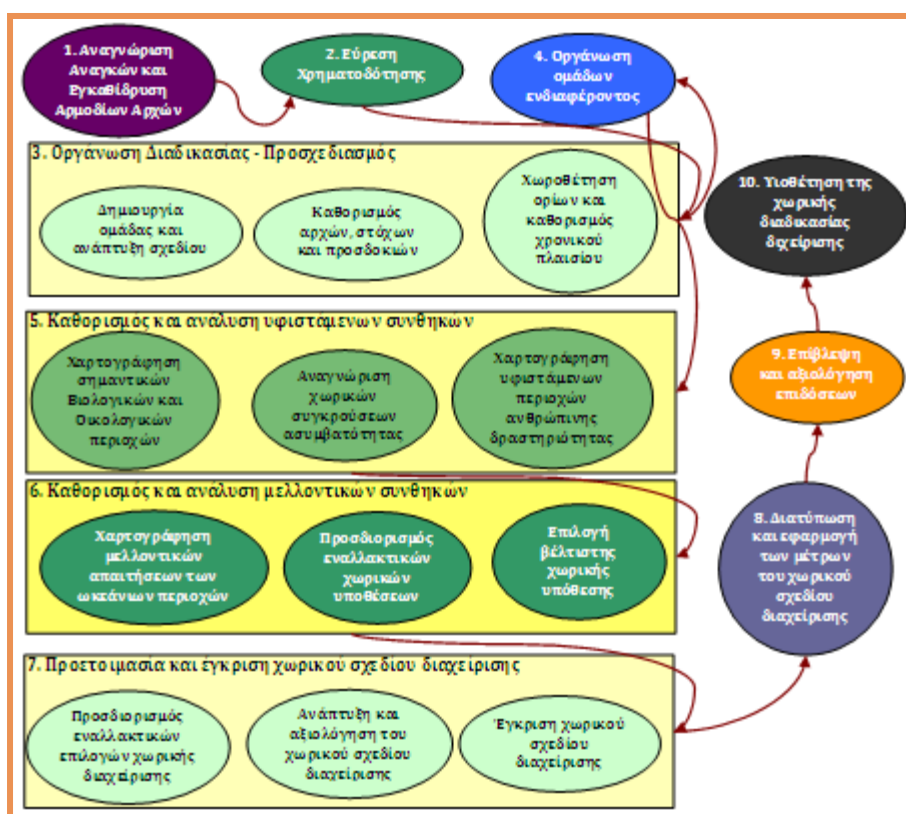 1. Αναγνώριση
Αναγκών και
Εγκαθίδρυση
Αρμοδίων Αρχών
2. Εύρεση
Χρηματοδότησης
4. Οργάνωση
ομάδων
ενδιαφέροντος
3. Οργάνωση Διαδικασίας - Προσχεδιασμός
Δημιουργία
ομάδας και
ανάπτυξη σχεδίου
Καθορισμός
αρχών, στόχων
και προσδοκιών
Χωροθέτηση
ορίων και
καθορισμός
χρονικού
πλαισίου
10. Υιοθέτηση της
χωρικής
διαδικασίας
διχείρισης
5. Καθορισμός και ανάλυση υφιστάμενων συνθηκών
Χαρτογράφηση
σημαντικών
Βιολογικών και
Οικολογικών
περιοχών
Αναγνώριση
χωρικών
συγκρούσεων
ασυμβατότητας
Χαρτογράφηση
υφιστάμενων
περιοχών
ανθρώπινης
δραστηριότητας
9. Επίβλεψη
και αξιολόγηση
επιδόσεων
6. Καθορισμός και ανάλυση μελλοντικών συνθηκών
Χαρτογράφηση
μελλοντικών
απαιτήσεων των
ωκεάνιων περιοχών
Προσδιορισμός
εναλλακτικών
χωρικών
υποθέσεων
Επιλογή
βέλτιστης
χωρικής
υπόθεσης
8. Διατύπωση
και εφαρμογή
των μέτρων
του χωρικού
σχεδίου
διαχείρισης
7. Προετοιμασία και έγκριση χωρικού σχεδίου διαχείρισης
Προσδιορισμός
εναλλακτικών
επιλογών χωρικής
διαχείρισης
Ανάπτυξη και
αξιολόγηση του
χωρικού σχεδίου
διαχείρισης
Έγκριση χωρικού
σχεδίου
διαχείρισης